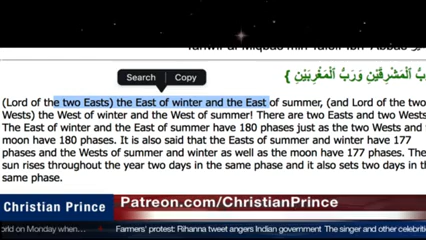 Tanwîr al-Miqbâs min Tafsîr Ibn 'Abbâs
رَبُّ ٱلْمَشْرِقَيْنِ وَرَبُّ ٱلْمَغْرِبَيْنِ }
Search Copy
(Lord of the two Easts) the East of winter and the East of summer, (and Lord of the two
Wests) the West of winter and the West of summer! There are two Easts and two Wests
The East of winter and the East of summer have 180 phases just as the two Wests and
moon have 180 phases. It is also said that the Easts of summer and winter have 177
phases and the Wests of summer and winter as well as the moon have 177 phases. The
sun rises throughout the year two days in the same phase and it also sets two days in th
same phase.
Christian Prince
Patreon.com/ChristianPrince
orld on Monday when...
Farmers' protest: Rihanna tweet angers Indian government The singer and other celebritie